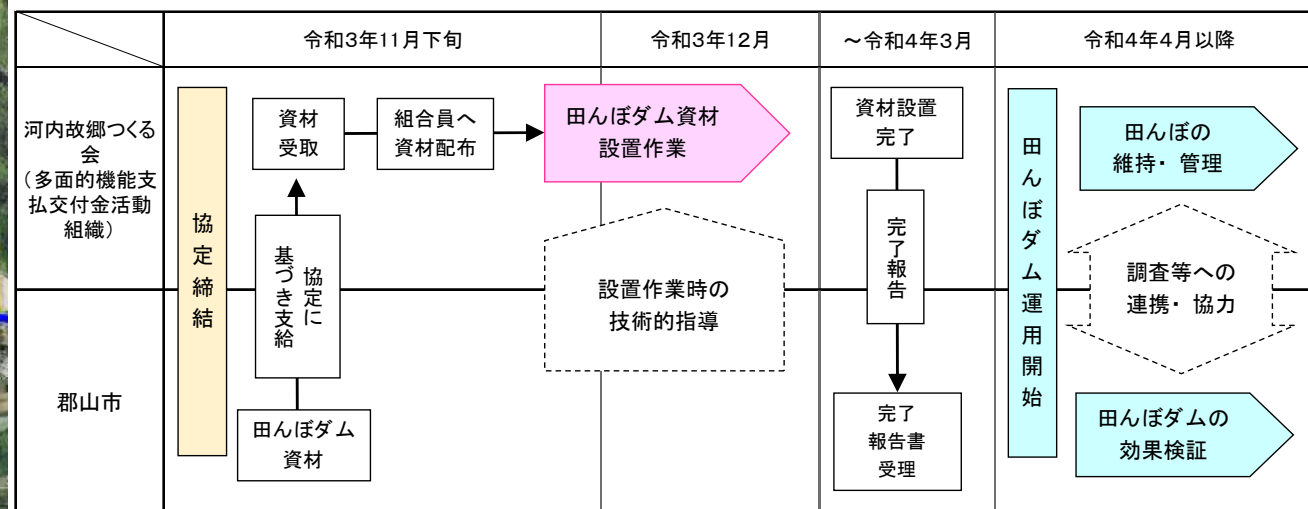 令和3年11月下旬
令和3年12月
～令和4年3月
令和4年4月以降
河内故郷つくる
会
（多面的機能支
払交付金活動
組織）
協定締結
資材
受取
組合員へ
資材配布
田んぼダム資材
設置作業
資材設置
完了
田んぼダム運用開始
田んぼの
維持・管理
協定に
基づき支給
設置作業時の
技術的指導
完了報告
調査等への
連携・協力
郡山市
田んぼダム
資材
完了
報告書
受理
田んぼダムの
効果検証